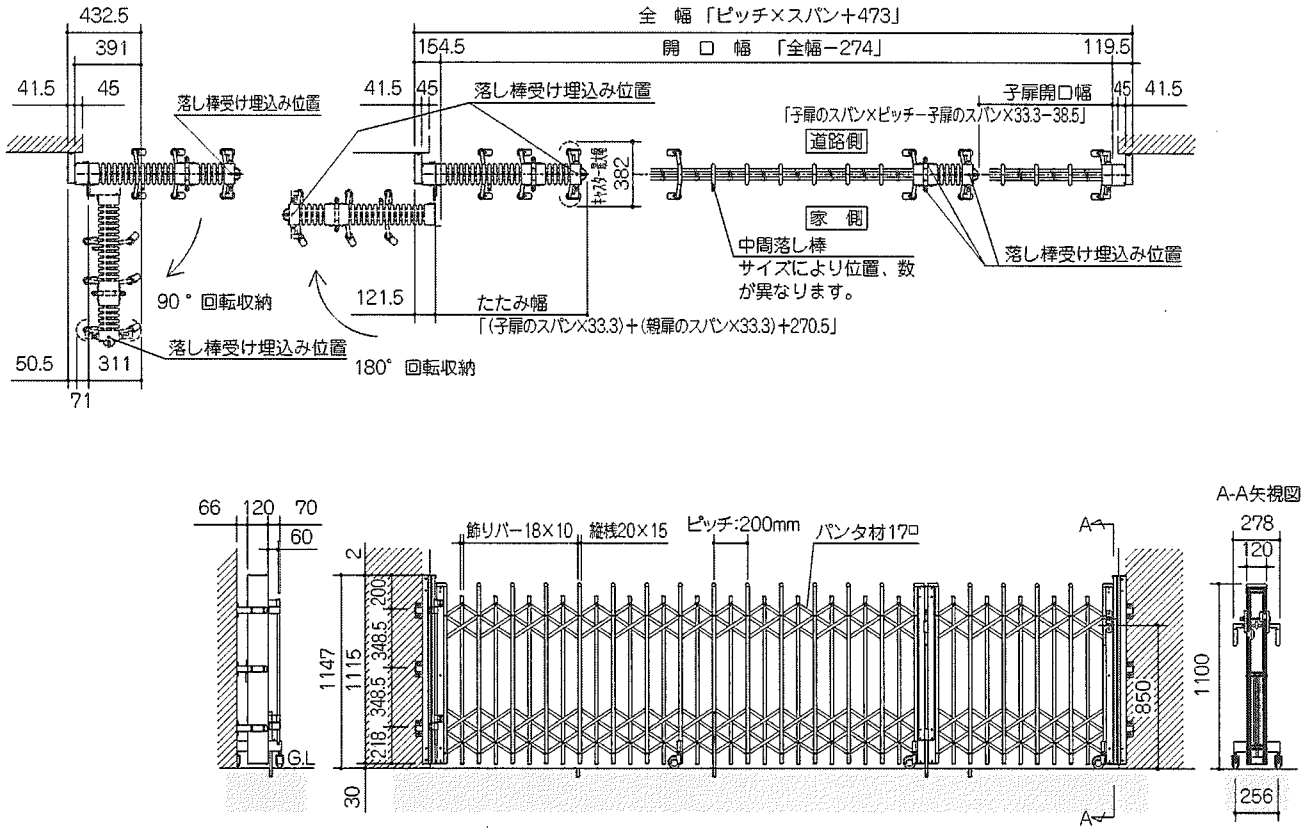 432.5
391
41.5
45
落し棒受け埋込み位置
90°回転収納
落し棒受け埋込み位置
50.5
311
71
全 幅 「ピッチ×スパン+473」
154.5
開 口 幅 「全幅−274」
119.5
41.5
45
落し棒受け埋込み位置
子扉開口幅
45
41.5
「子扉のスパン×ピッチー子扉のスパン×33.3−38.5」
道路側
キャスター最大幅
382
家 側
中間落し棒
サイズにより位置、数
が異なります。
落し棒受け埋込み位置
121.5
たたみ幅
「(子扉のスパン×33.3)+(親扉のスパン×33.3)+270.5」
180°回転収納
66
120
70
60
G.L
2
200
348.5
348.5
218
1147
1115
30
飾りバー18×10
縦桟20×15
ピッチ:200mm
パンタ材17□
A
A
850
A-A矢視図
278
120
1100
256